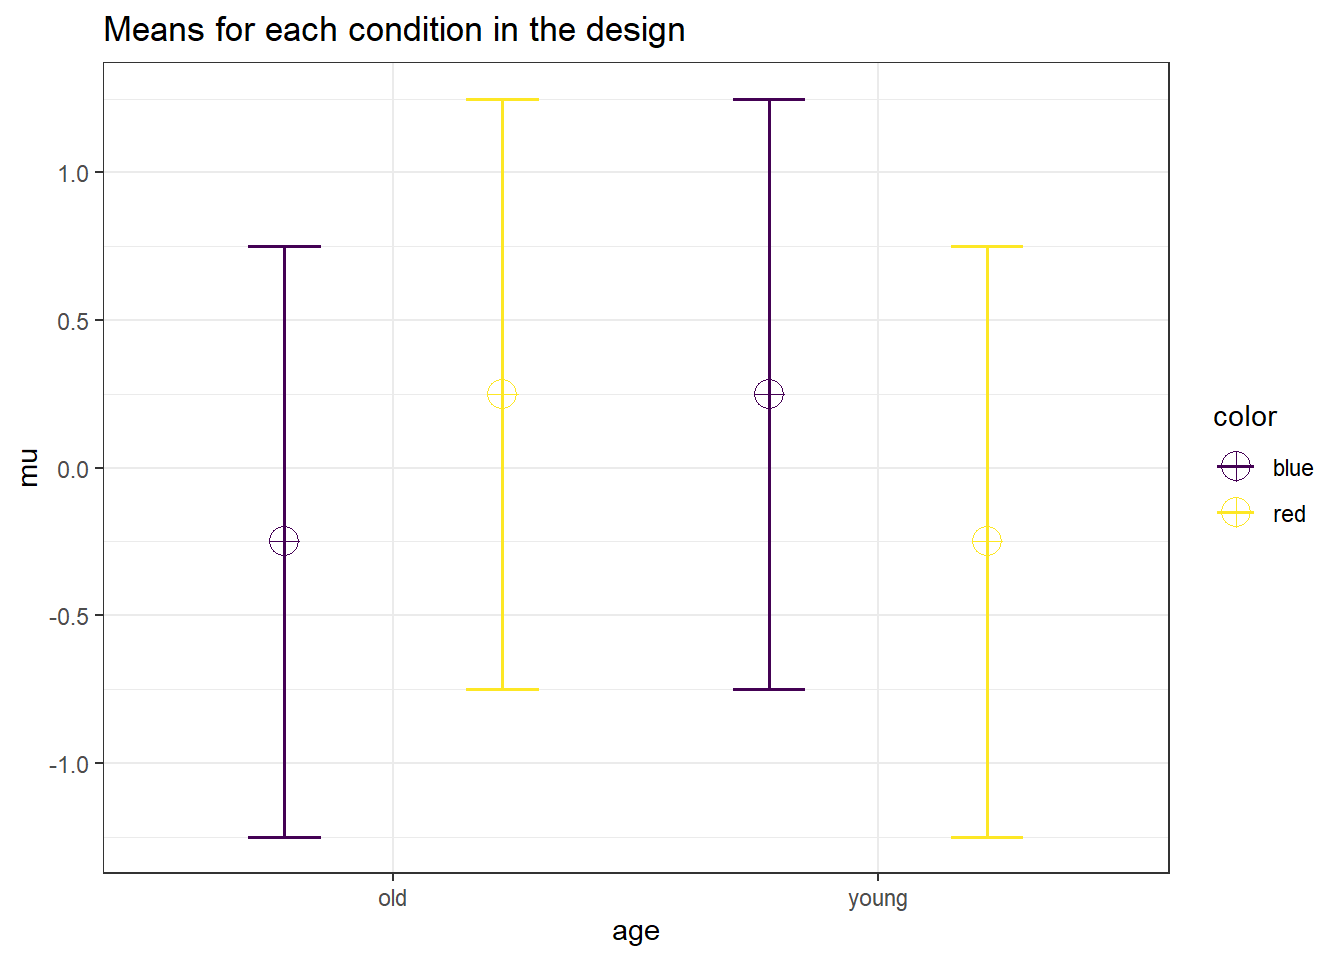 Means for each condition in the design
mu
1.0
0.5
0.0
-0.5
-1.0
old
young
age
color
blue
red